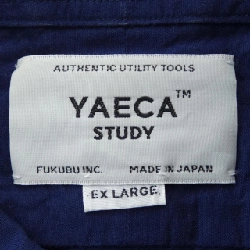 AUTHENTIC UTILITY TOOLS
YAECA™
STUDY
FUKUBU INC. MADE IN JAPAN
EX LARGE